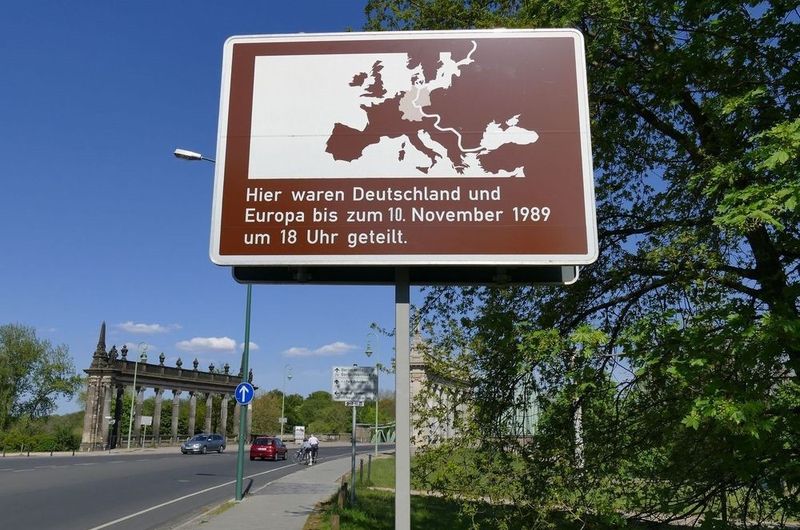 Hier waren Deutschland und
Europa bis zum 10. November 1989
um 18 Uhr geteilt.